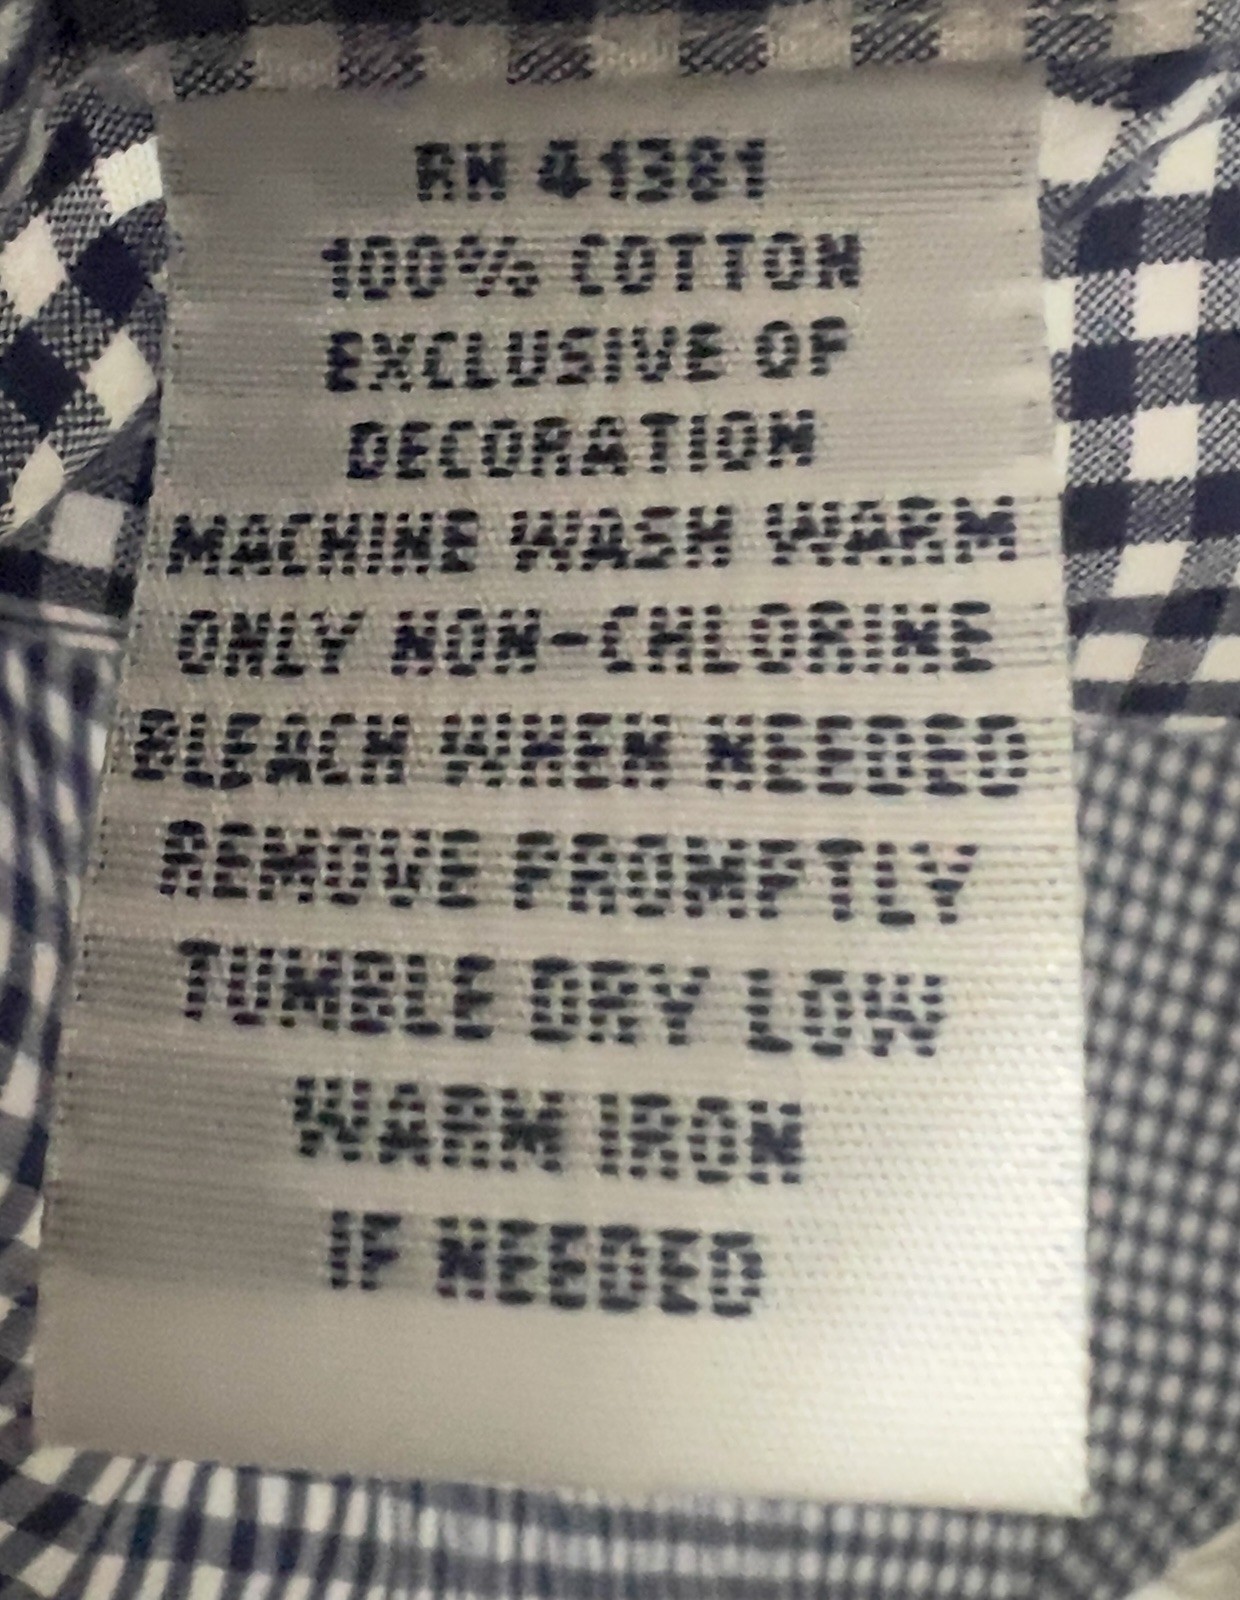 RN 41381
100% COTTON
EXCLUSIVE OF
DECORATION
MACHINE WASH WARM
ONLY NON-CHLORINE
BLEACH WHEN NEEDED
REMOVE PROMPTLY
TUMBLE DRY LOW
WARM IRON
IF NEEDED